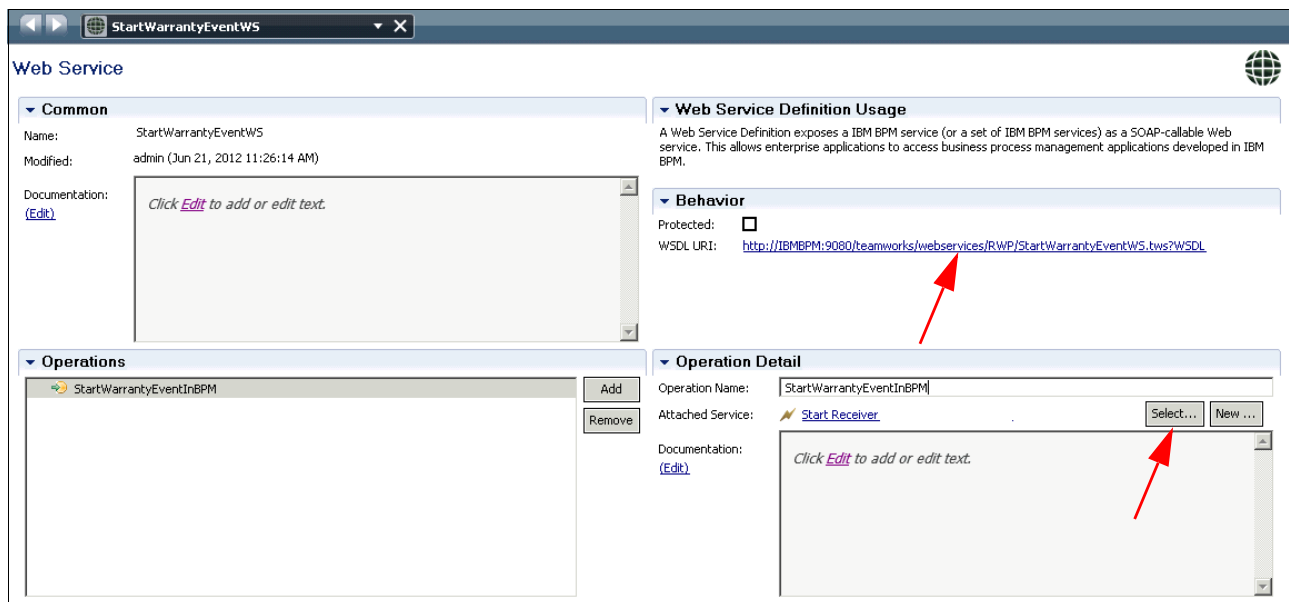 StartWarrantyEventWS
Web Service
Common
Name: StartWarrantyEventWS
Modified: admin (Jun 21, 2012 11:26:14 AM)
Documentation:
(Edit)
Click Edit to add or edit text.
Web Service Definition Usage
A Web Service Definition exposes a IBM BPM service (or a set of IBM BPM services) as a SOAP-callable Web
service. This allows enterprise applications to access business process management applications developed in IBM
BPM.
Behavior
Protected:
WSDL URI: http://IBMBPM:9080/teamworks/webservices/RWP/StartWarrantyEventWS.tws?WSDL
Operations
StartWarrantyEventInBPM
Add
Remove
Operation Detail
Operation Name: StartWarrantyEventInBPM
Attached Service: Start Receiver Select... New ...
Documentation:
(Edit)
Click Edit to add or edit text.